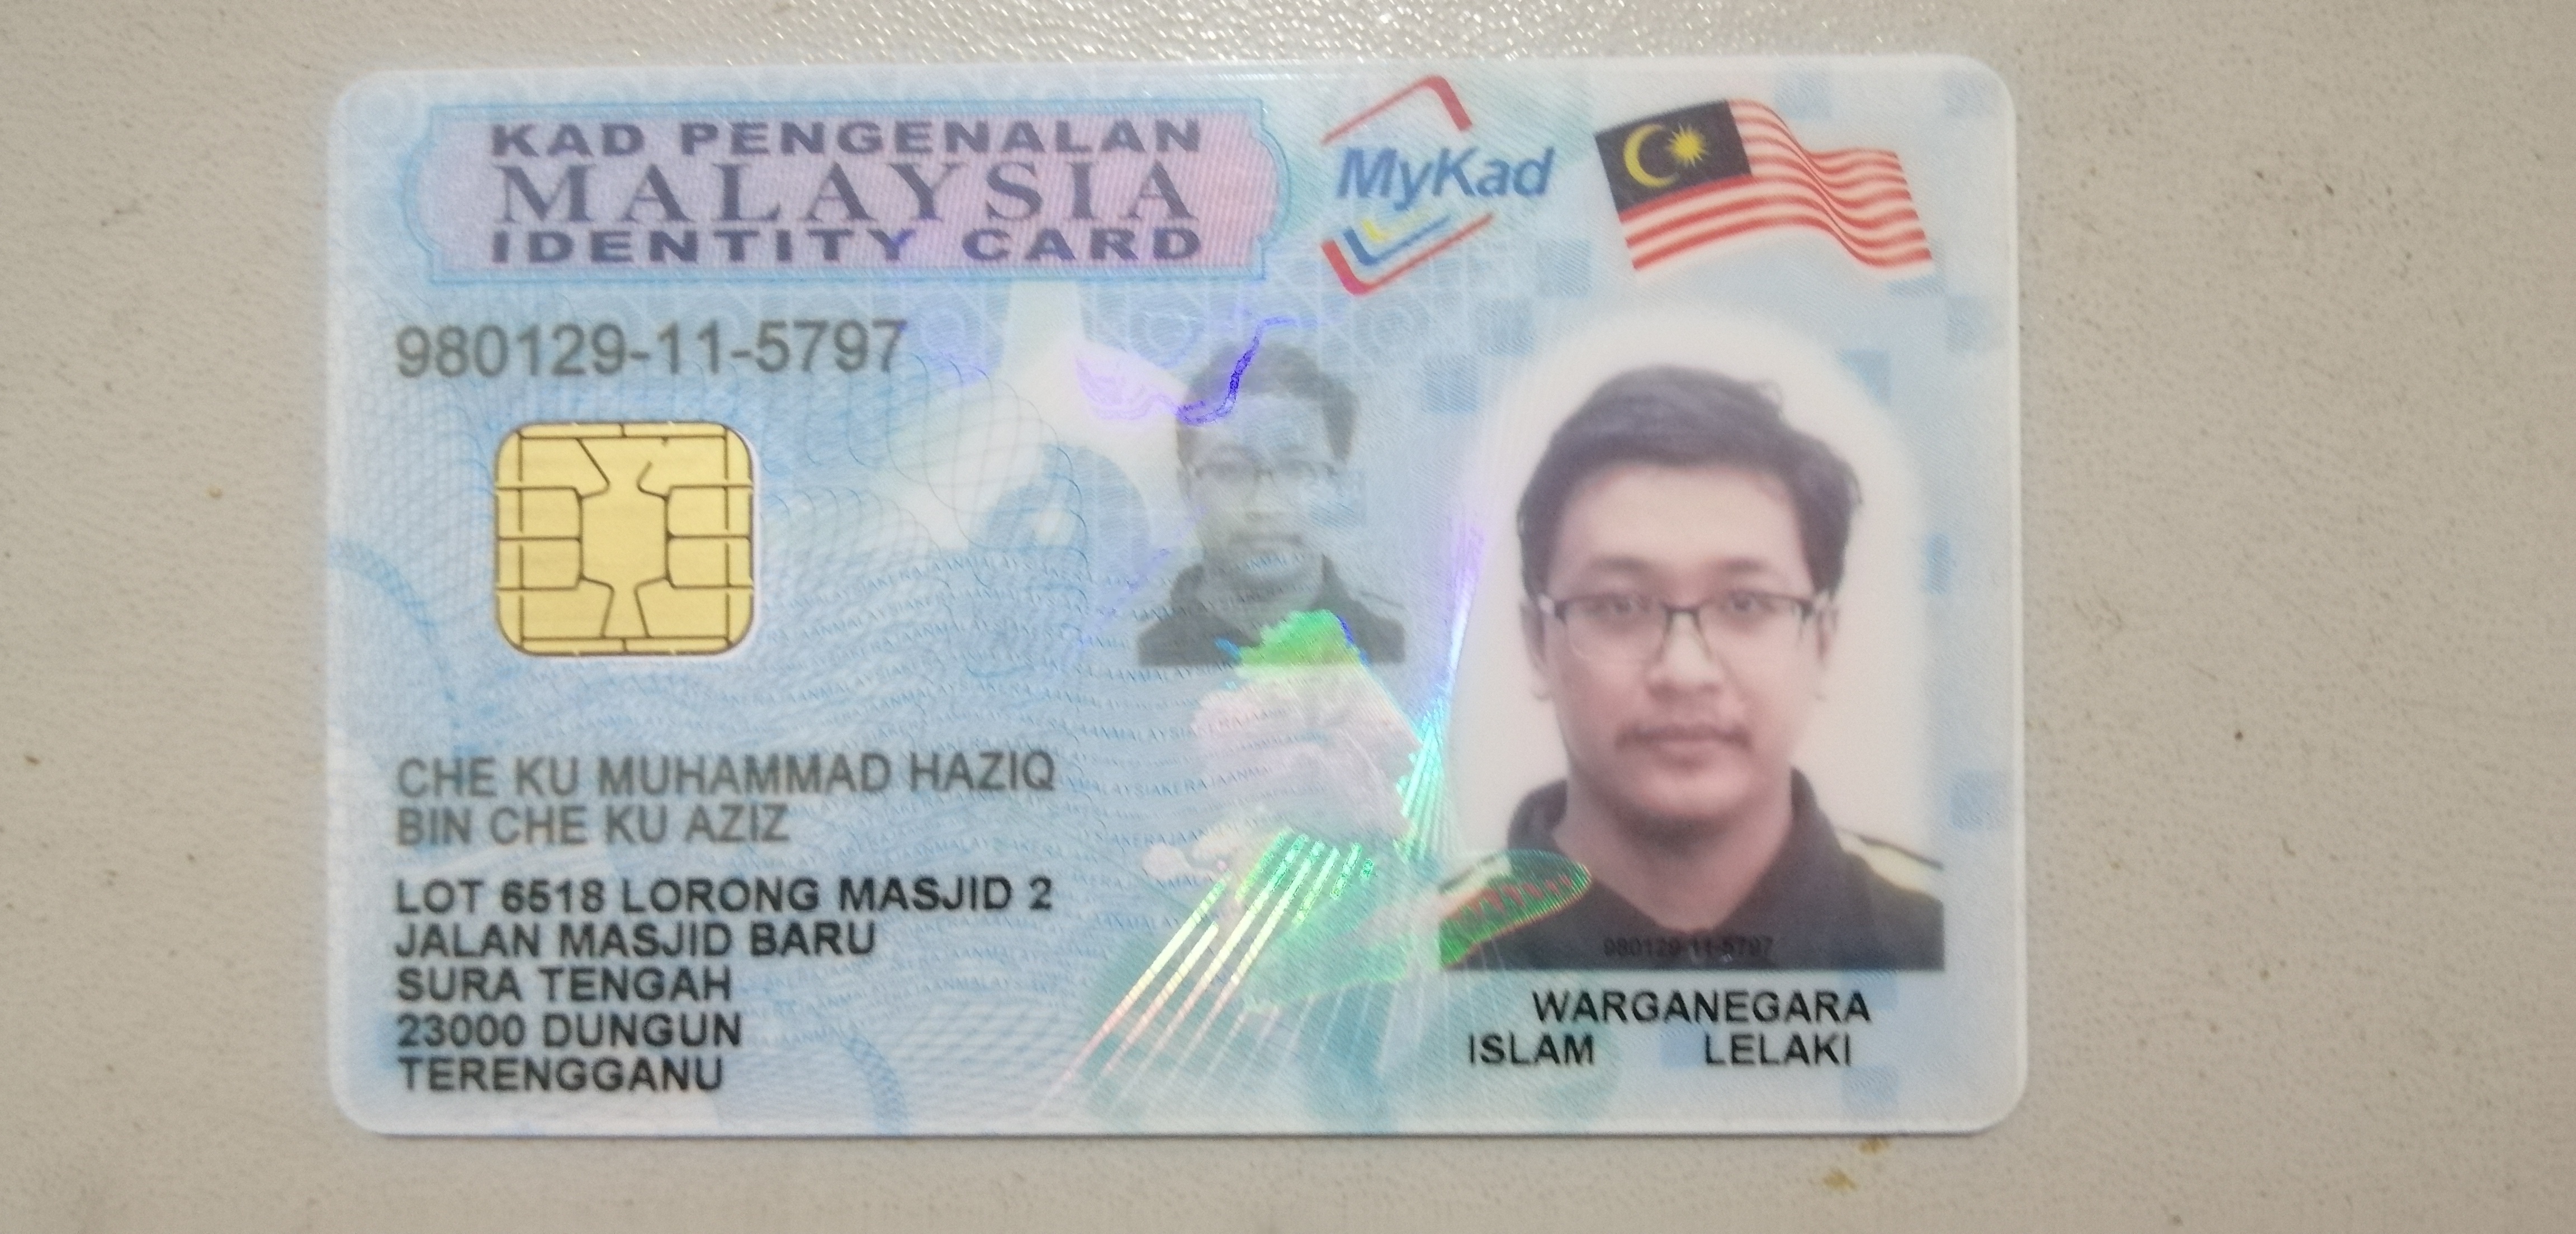 KAD PENGENALAN
MALAYSIA
IDENTITY CARD
MyKad
980129-11-5797
CHE KU MUHAMMAD HAZIQ
BIN CHE KU AZIZ
LOT 6518 LORONG MASJID 2
JALAN MASJID BARU
SURA TENGAH
23000 DUNGUN
TERENGGANU
980129-11-5797
WARGANEGARA
ISLAM LELAKI